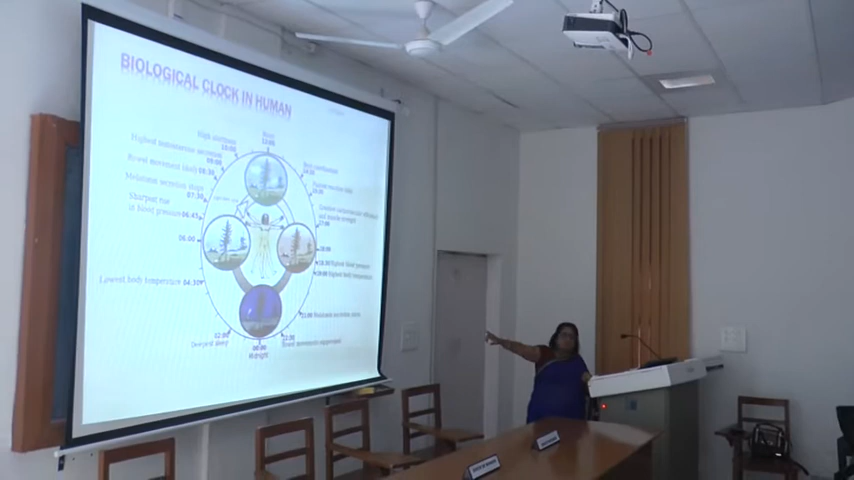 BIOLOGICAL CLOCK IN HUMAN
High alertness
10:00
Noon
12:00
Highest testosterone secretion
09:00
Bowel movement likely 08:30
Melatonin secretion stops
07:30
Sharpest rise
in blood pressure 06:45
06:00
Lowest body temperature 04:30
02:00
Deepest sleep
00:00
Midnight
Best coordination
14:30
Fastest reaction time
15:30
Greatest cardiovascular efficiency
and muscle strength
17:00
18:00
18:30 Highest blood pressure
19:00 Highest body temperature
21:00 Melatonin secretion starts
22:30
Bowel movements suppressed